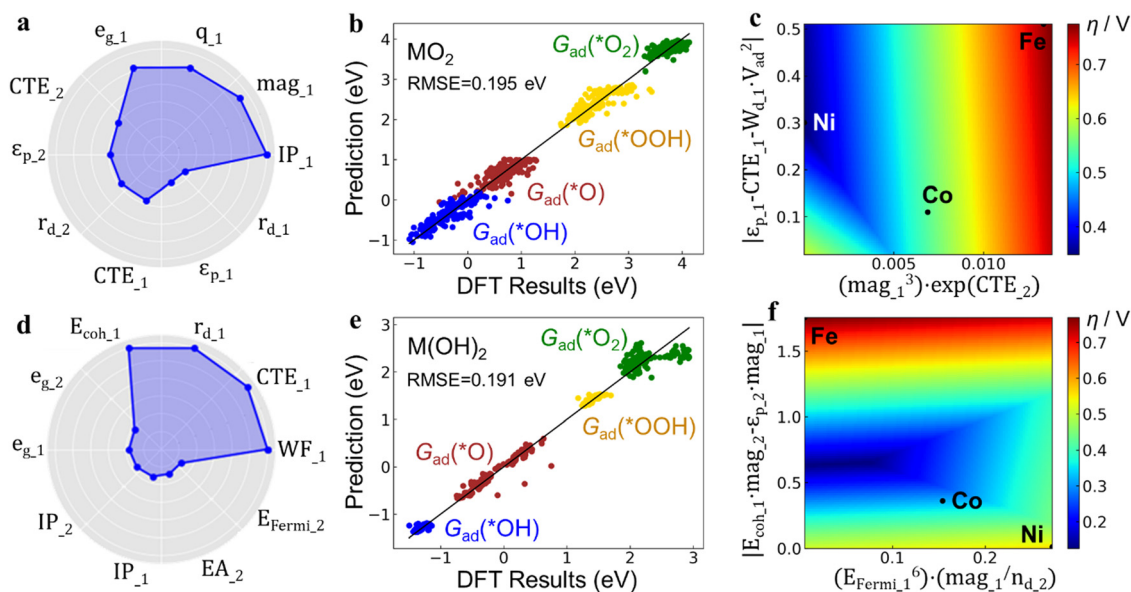 a
e_g_1
q_1
CTE_2
mag_1
ε_p_2
IP_1
r_d_2
r_d_1
CTE_1
ε_p_1
b
MO₂
RMSE=0.195 eV
G_ad(*O₂)
G_ad(*OOH)
G_ad(*O)
G_ad(*OH)
Prediction (eV)
4
3
2
1
0
−1
−1 0 1 2 3 4
DFT Results (eV)
c
η / V
Fe
Ni
Co
|ε_p_1-CTE_1-W_d_1·V_ad²|
0.5
0.4
0.3
0.2
0.1
0.005 0.010
(mag_1³)·exp(CTE_2)
0.7
0.6
0.5
0.4
d
E_coh_1
r_d_1
e_g_2
CTE_1
e_g_1
WF_1
IP_2
E_Fermi_2
IP_1
EA_2
e
M(OH)₂
RMSE=0.191 eV
G_ad(*O₂)
G_ad(*OOH)
G_ad(*O)
G_ad(*OH)
Prediction (eV)
3
2
1
0
−1
−1 0 1 2 3
DFT Results (eV)
f
η / V
Fe
Co
Ni
|E_coh_1·mag_2-ε_p_2·mag_1|
1.5
1.0
0.5
0.0
0.1 0.2
(E_Fermi_1⁶)·(mag_1/n_d_2)
0.7
0.6
0.5
0.4
0.3
0.2